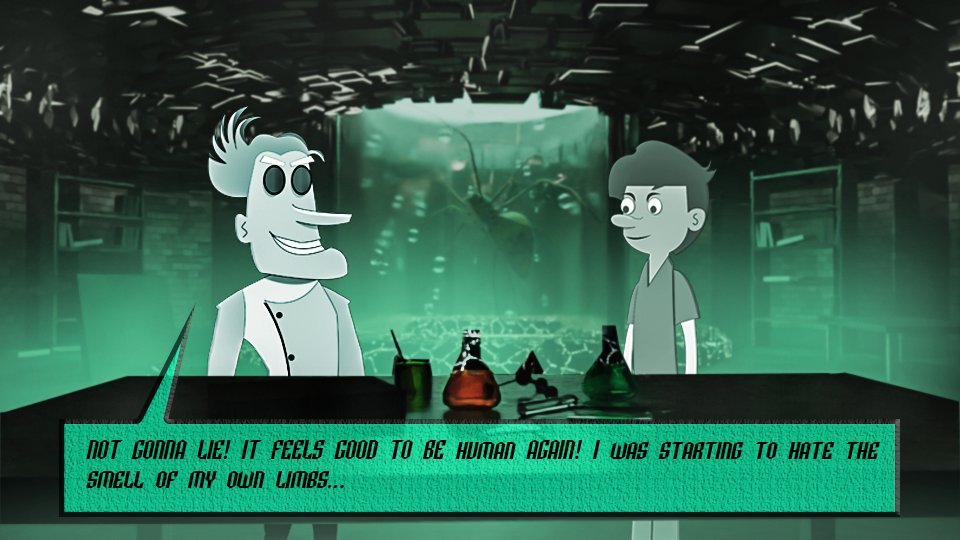 NOT GONNA LIE! IT FEELS GOOD TO BE HUMAN AGAIN! I WAS STARTING TO HATE THE
SMELL OF MY OWN LIMBS...